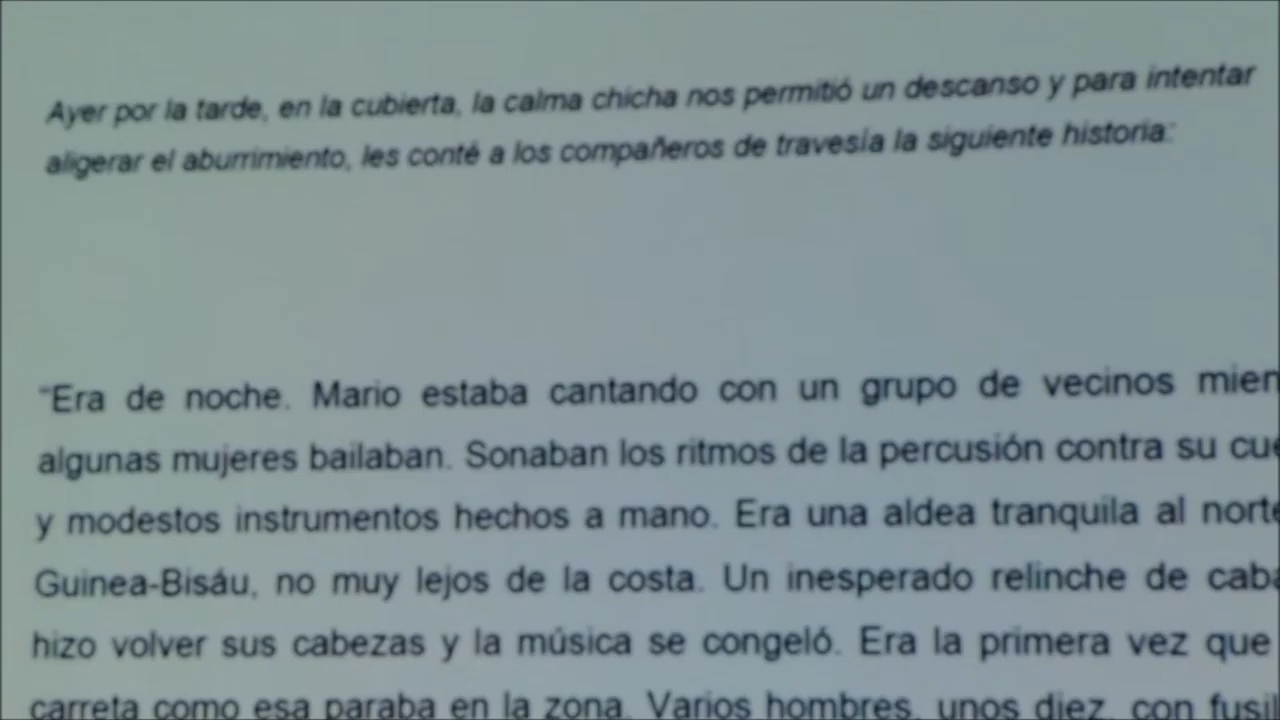 Ayer por la tarde, en la cubierta, la calma chicha nos permitió un descanso y para intentar
aligerar el aburrimiento, les conté a los compañeros de travesía la siguiente historia:
“Era de noche. Mario estaba cantando con un grupo de vecinos
algunas mujeres bailaban. Sonaban los ritmos de la percusión contra su
y modestos instrumentos hechos a mano. Era una aldea tranquila al
Guinea-Bisáu, no muy lejos de la costa. Un inesperado relinche de
hizo volver sus cabezas y la música se congeló. Era la primera vez que
carreta como esa paraba en la zona. Varios hombres, unos diez, con